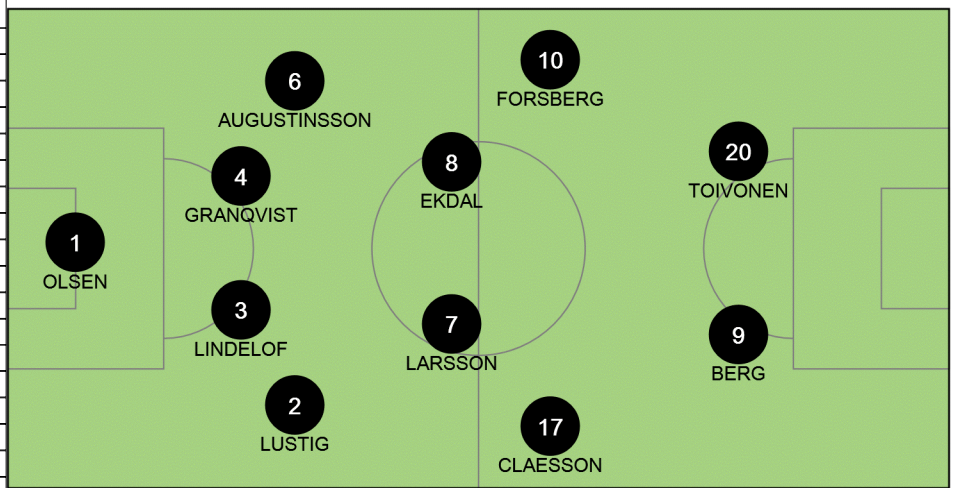 10
FORSBERG
6
AUGUSTINSSON
20
TOIVONEN
8
EKDAL
4
GRANQVIST
1
OLSEN
3
LINDELOF
7
LARSSON
9
BERG
2
LUSTIG
17
CLAESSON